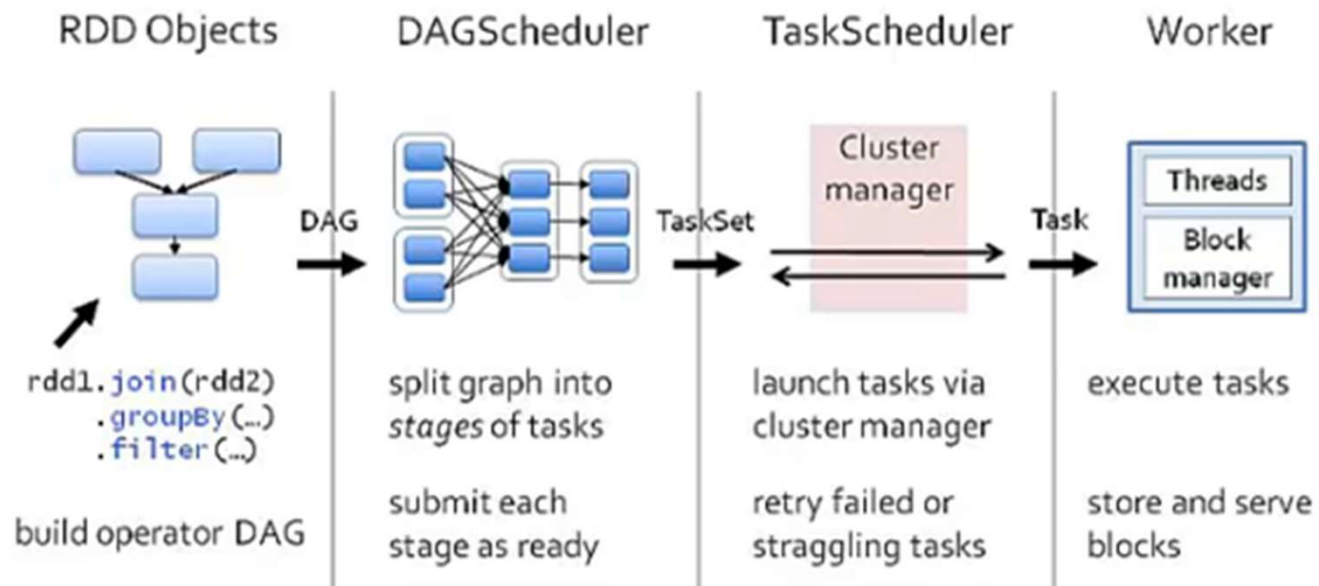 RDD Objects
DAGScheduler
TaskScheduler
Worker
DAG
TaskSet
Cluster
manager
Task
Threads
Block
manager
rdd1.join(rdd2)
.groupBy(…)
.filter(…)
build operator DAG
split graph into
stages of tasks
submit each
stage as ready
launch tasks via
cluster manager
retry failed or
straggling tasks
execute tasks
store and serve
blocks